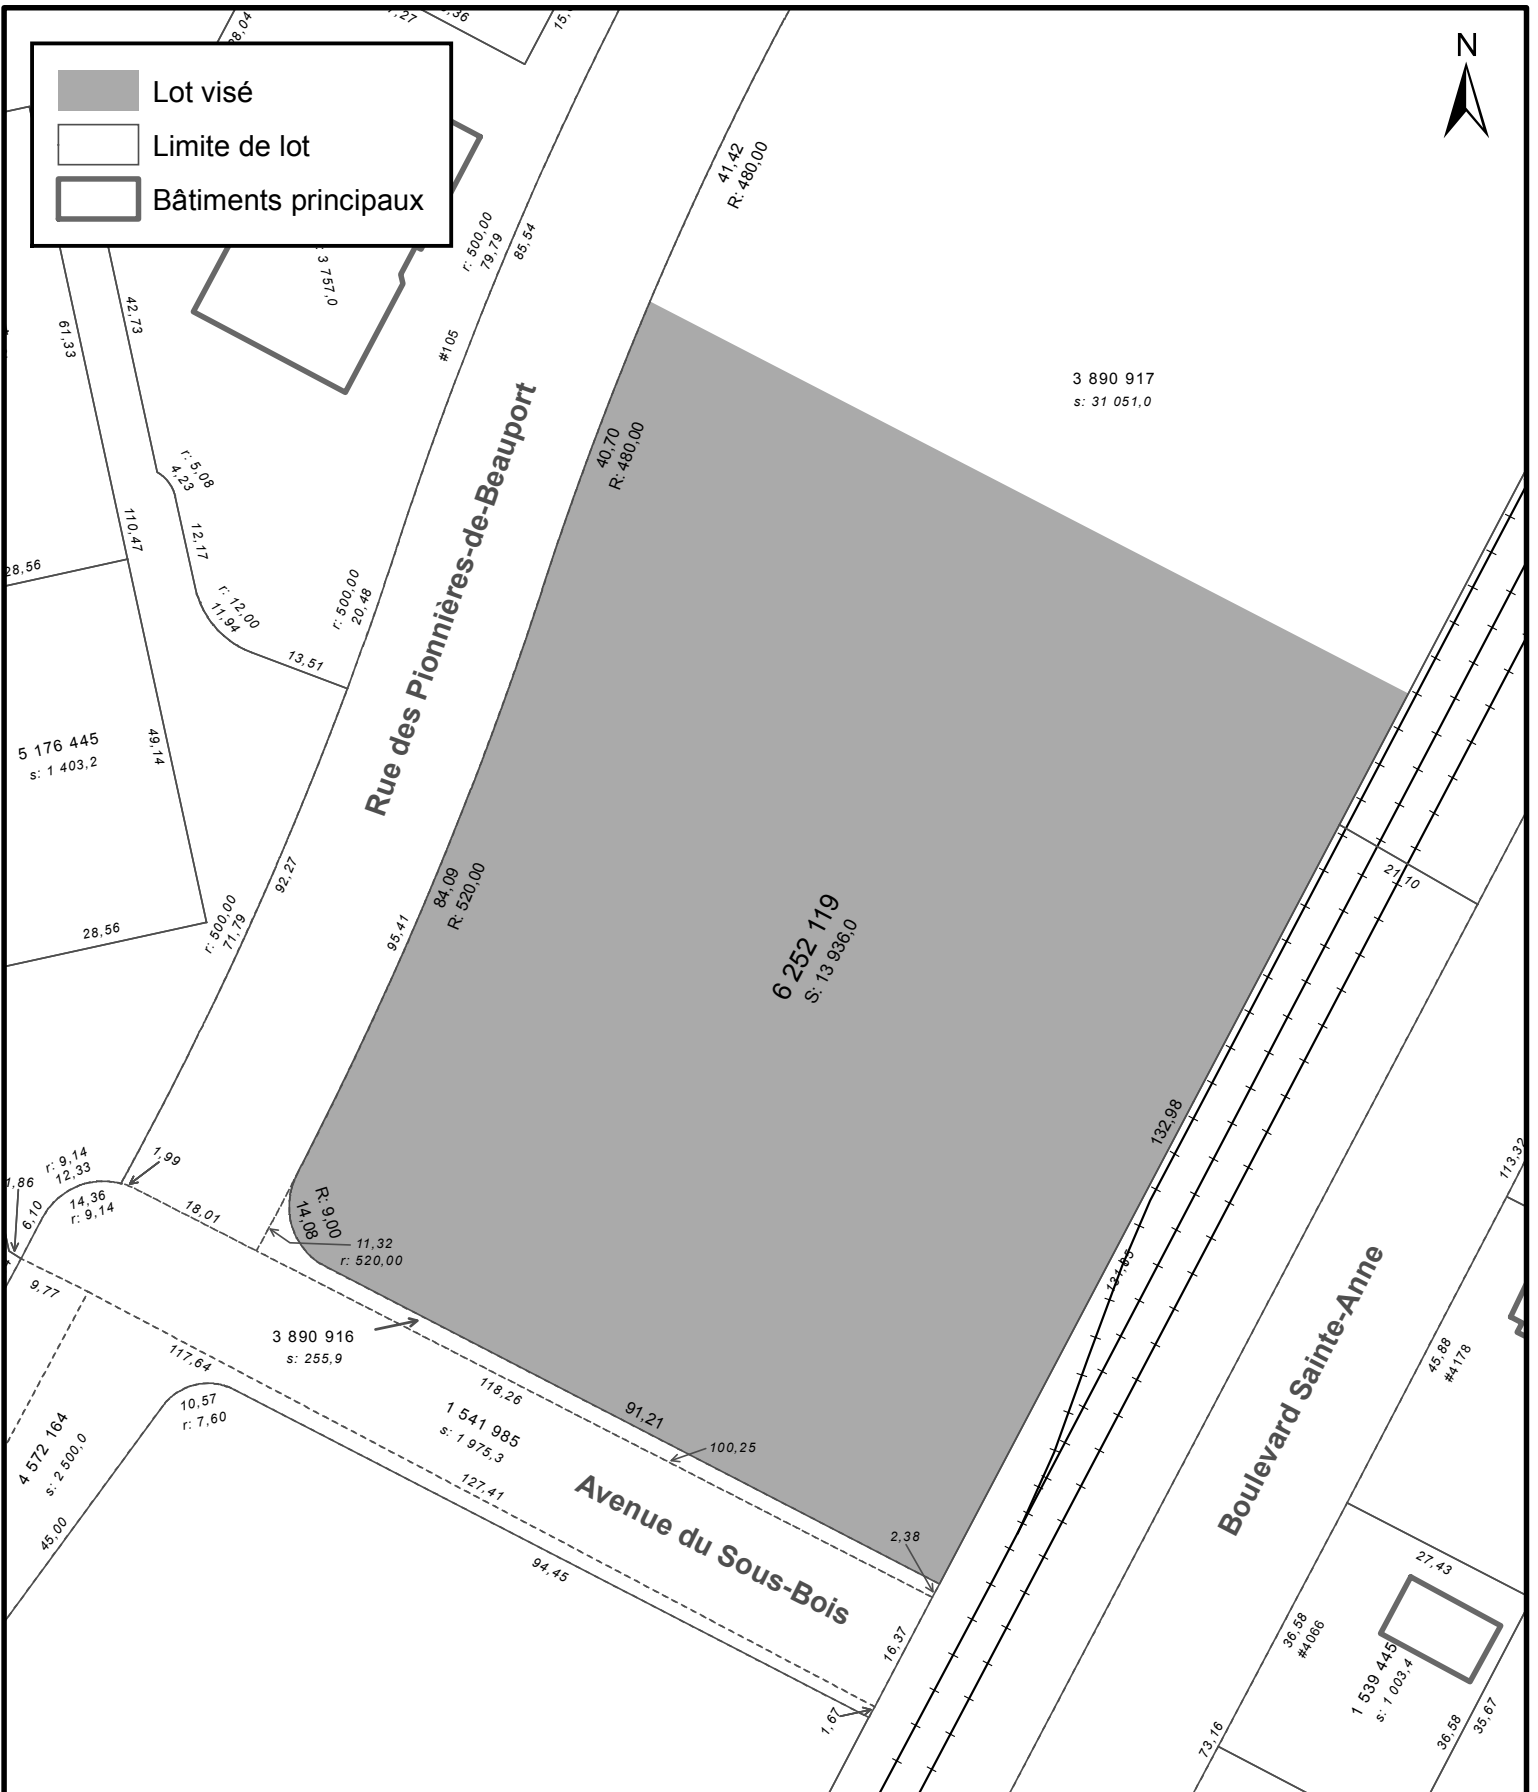 N
Lot visé
Limite de lot
Bâtiments principaux
3 757,0
41,42
R: 480,00
r: 500,00
79,79
85,54
#105
42,73
61,33
3 890 917
s: 31 051,0
40,70
R: 480,00
Rue des Pionnières-de-Beauport
r: 5,08
4,23
110,47
12,17
28,56
r: 12,00
11,94
13,51
r: 500,00
20,48
5 176 445
s: 1 403,2
49,14
92,27
r: 500,00
71,79
28,56
84,09
R: 520,00
95,41
6 252 119
S: 13 936,0
21,10
132,98
131,85
113,32
r: 9,14
12,33
1,99
1,86
6,10
14,36
r: 9,14
18,01
R: 9,00
14,08
11,32
r: 520,00
9,77
3 890 916
s: 255,9
117,64
10,57
r: 7,60
118,26
91,21
1 541 985
s: 1 975,3
100,25
127,41
4 572 164
s: 2 500,0
45,00
Avenue du Sous-Bois
94,45
2,38
16,37
1,67
Boulevard Sainte-Anne
45,88
#4178
27,43
36,58
#4066
1 539 445
s: 1 003,4
73,16
36,58
35,67